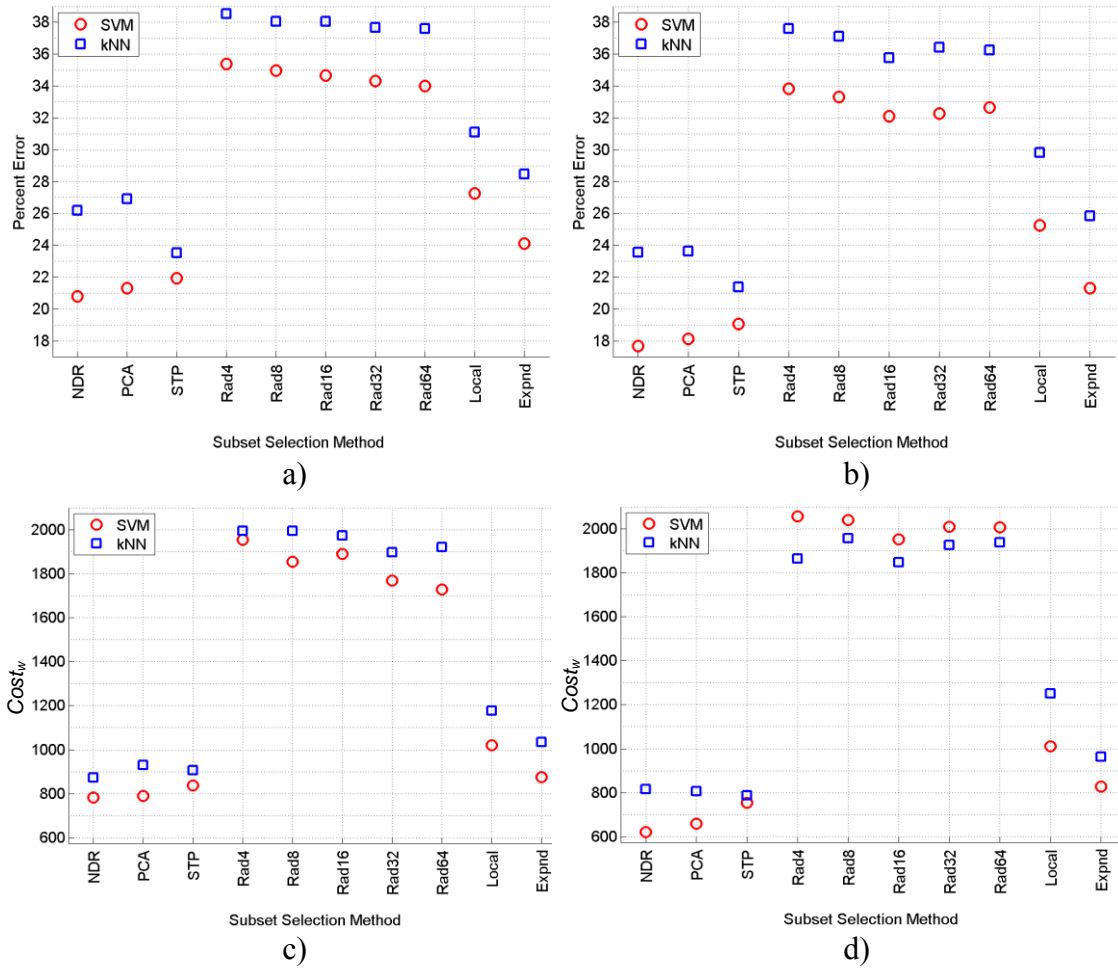 SVM
kNN
38
36
34
32
30
28
26
24
22
20
18
Percent Error
NDR
PCA
STP
Rad4
Rad8
Rad16
Rad32
Rad64
Local
Expnd
Subset Selection Method
a)
SVM
kNN
38
36
34
32
30
28
26
24
22
20
18
Percent Error
NDR
PCA
STP
Rad4
Rad8
Rad16
Rad32
Rad64
Local
Expnd
Subset Selection Method
b)
SVM
kNN
2000
1800
1600
1400
1200
1000
800
600
Cost_w
NDR
PCA
STP
Rad4
Rad8
Rad16
Rad32
Rad64
Local
Expnd
Subset Selection Method
c)
SVM
kNN
2000
1800
1600
1400
1200
1000
800
600
Cost_w
NDR
PCA
STP
Rad4
Rad8
Rad16
Rad32
Rad64
Local
Expnd
Subset Selection Method
d)